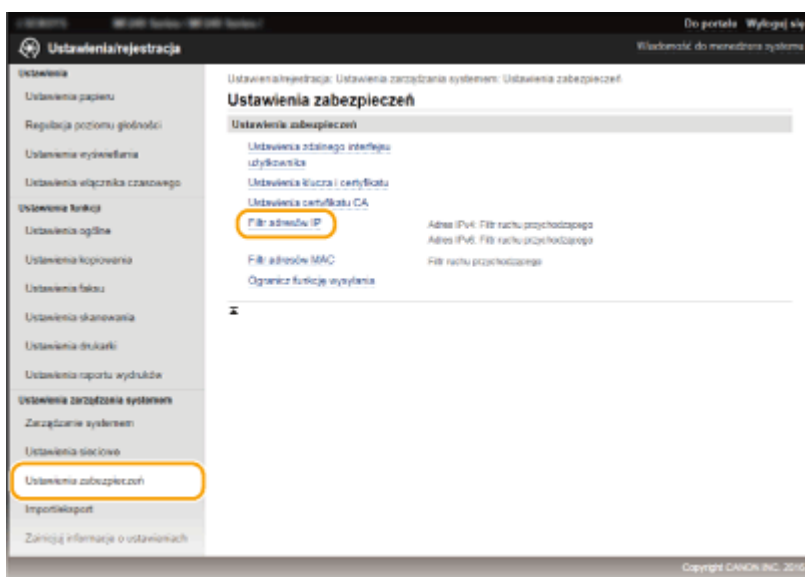 Do portalu Wyloguj się
Ustawienia/rejestracja
Wiadomość do menedżera systemu
Ustawienia
Ustawienia papieru
Regulacja poziomu głośności
Ustawienia wyświetlania
Ustawienia włącznika czasowego
Ustawienia funkcji
Ustawienia ogólne
Ustawienia kopiowania
Ustawienia faksu
Ustawienia skanowania
Ustawienia drukarki
Ustawienia raportu wydruków
Ustawienia zarządzania systemem
Zarządzanie systemem
Ustawienia sieciowe
Ustawienia zabezpieczeń
Import/eksport
Zainicjuj informacje o ustawieniach
Ustawienia/rejestracja: Ustawienia zarządzania systemem: Ustawienia zabezpieczeń
Ustawienia zabezpieczeń
Ustawienia zabezpieczeń
Ustawienia zdalnego interfejsu
użytkownika
Ustawienia klucza i certyfikatu
Ustawienia certyfikatu CA
Filtr adresów IP
Adres IPv4: Filtr ruchu przychodzącego
Adres IPv6: Filtr ruchu przychodzącego
Filtr adresów MAC
Filtr ruchu przychodzącego
Ogranicz funkcję wysyłania
Copyright CANON INC. 2016